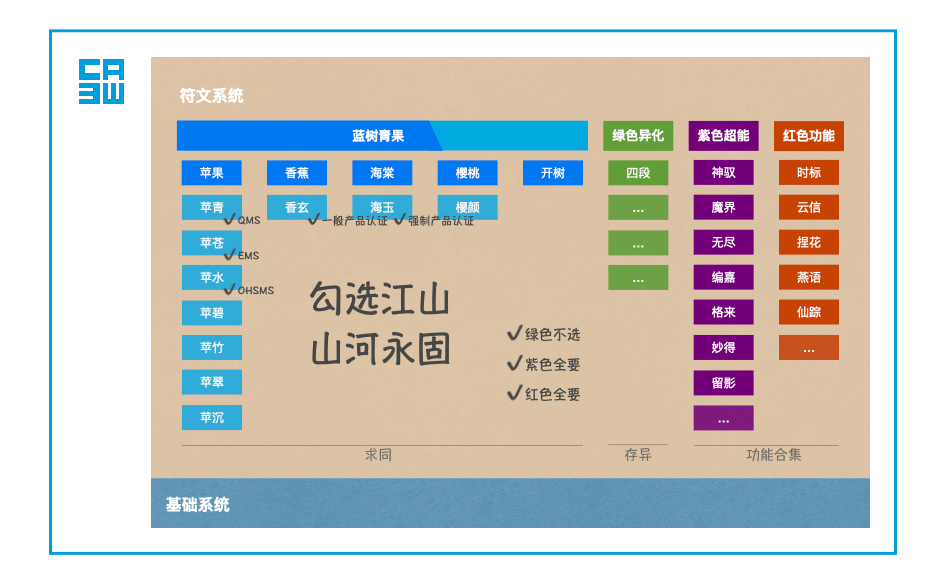 CA
3W
符文系统
蓝树青果 绿色异化 紫色超能 红色功能
苹果 香蕉 海棠 樱桃 开树 四段 神驭 时标
苹青 香玄 海玉 樱颜 ... 魔界 云信
✓QMS ✓一般产品认证 ✓强制产品认证
苹苍 ... 无尽 捏花
✓EMS
苹水 ... 编嘉 燕语
✓OHSMS
勾选江山
苹碧 格来 仙踪
山河永固
✓绿色不选
苹竹 妙得 ...
✓紫色全要
苹翠 留影
✓红色全要
苹沉 ...
求同 存异 功能合集
基础系统